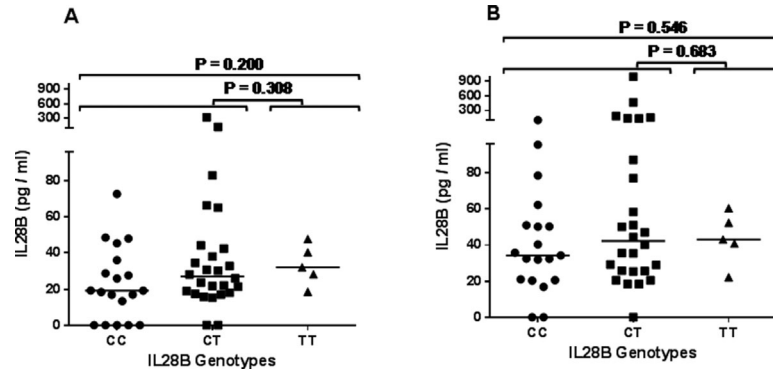 A
P = 0.200
P = 0.308
900
600
300
80
60
40
20
0
IL28B (pg / ml)
CC
CT
TT
IL28B Genotypes
B
P = 0.546
P = 0.683
900
600
300
80
60
40
20
0
IL28B (pg / ml)
CC
CT
TT
IL28B Genotypes